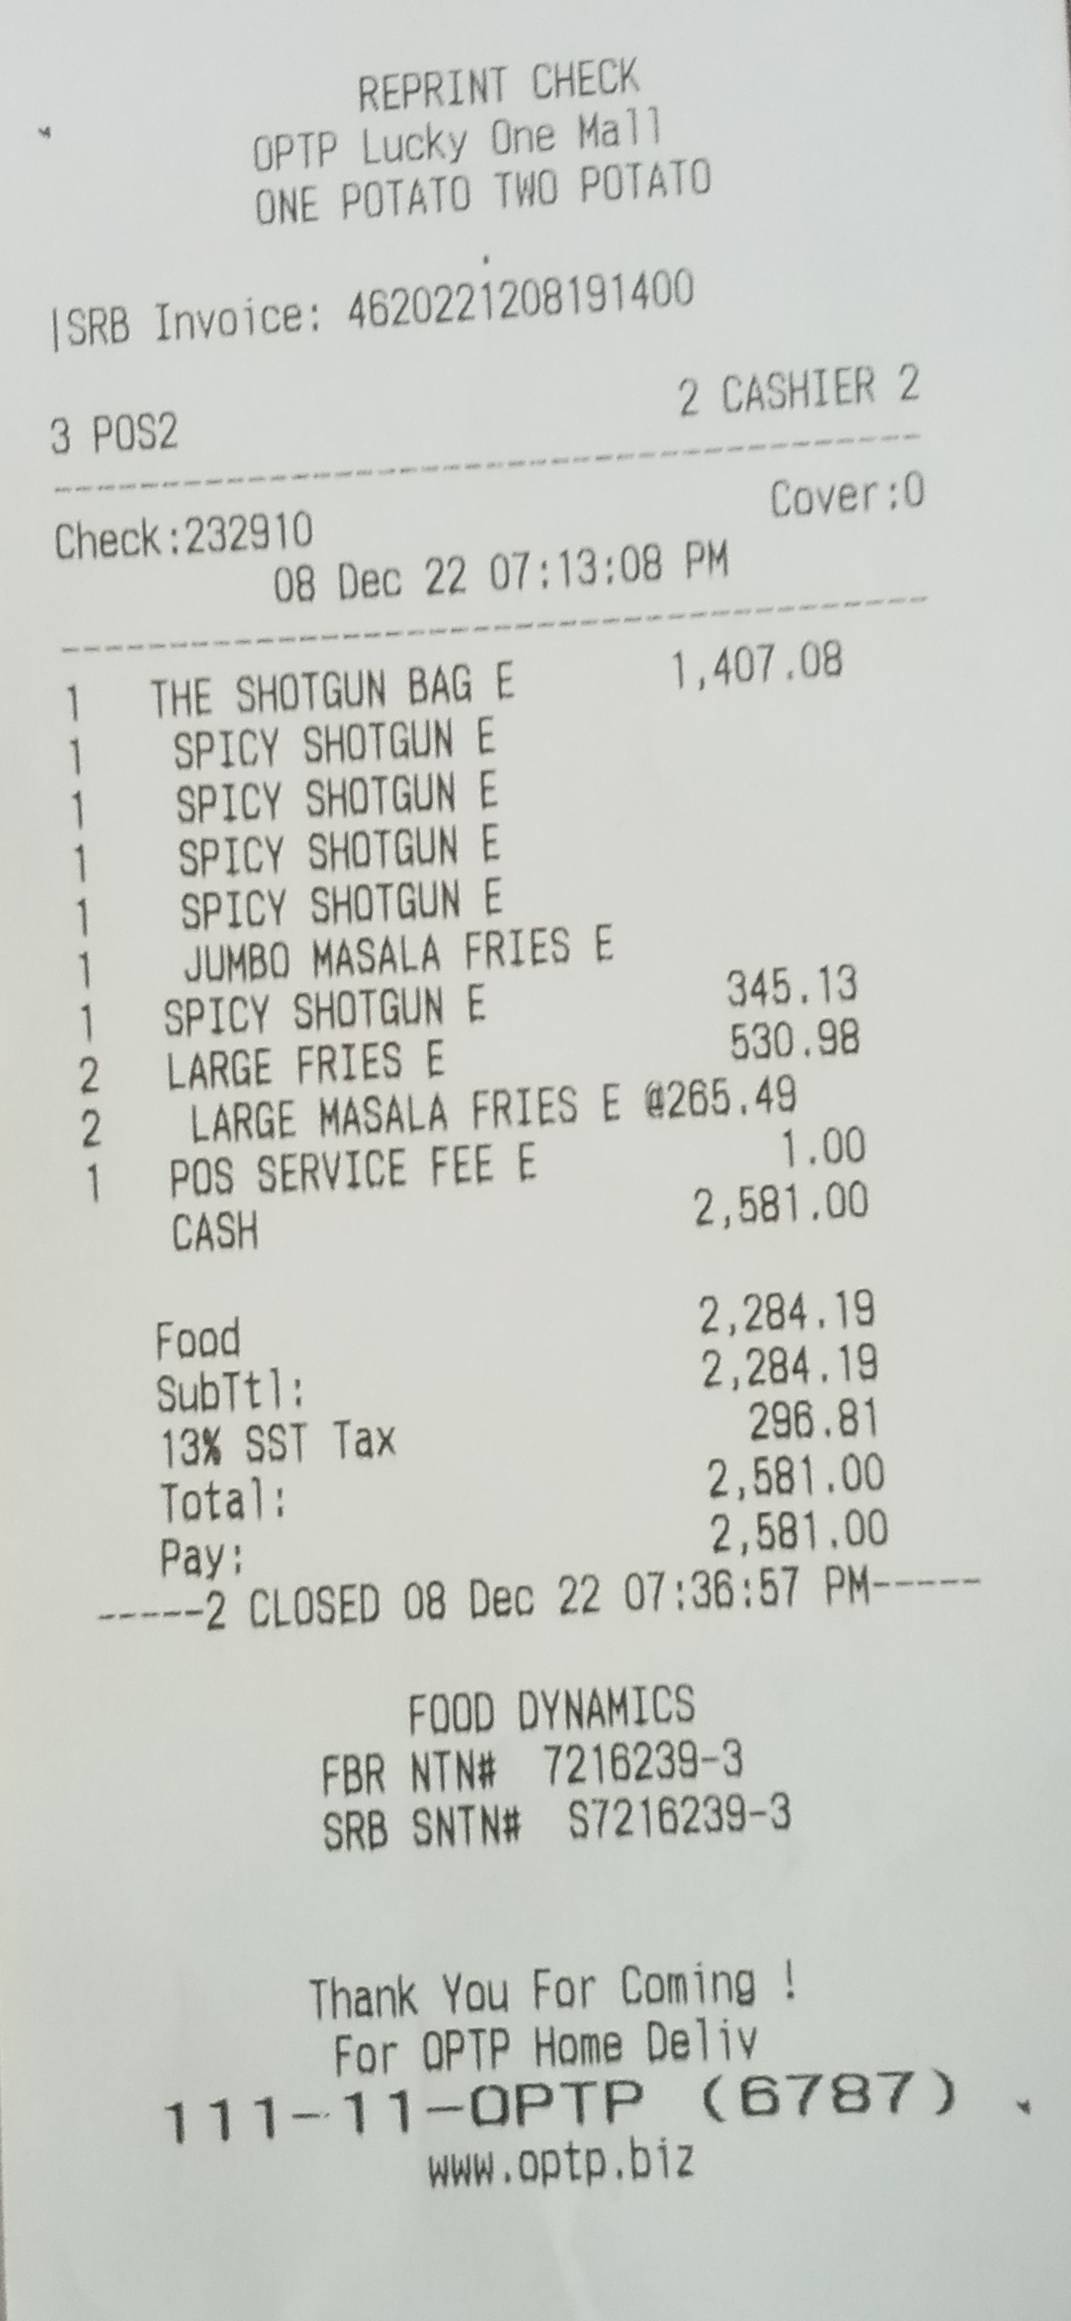 REPRINT CHECK
OPTP Lucky One Mall
ONE POTATO TWO POTATO
|SRB Invoice: 4620221208191400
3 POS2 2 CASHIER 2
--------------------------------------
Check:232910 Cover:0
08 Dec 22 07:13:08 PM
--------------------------------------
1 THE SHOTGUN BAG E 1,407.08
1 SPICY SHOTGUN E
1 SPICY SHOTGUN E
1 SPICY SHOTGUN E
1 SPICY SHOTGUN E
1 JUMBO MASALA FRIES E
1 SPICY SHOTGUN E 345.13
2 LARGE FRIES E 530.98
2 LARGE MASALA FRIES E @265.49
1 POS SERVICE FEE E 1.00
CASH 2,581.00
Food 2,284.19
SubTtl: 2,284.19
13% SST Tax 296.81
Total: 2,581.00
Pay: 2,581.00
-----2 CLOSED 08 Dec 22 07:36:57 PM-----
FOOD DYNAMICS
FBR NTN# 7216239-3
SRB SNTN# S7216239-3
Thank You For Coming !
For OPTP Home Deliv
111-11-OPTP (6787)
www.optp.biz